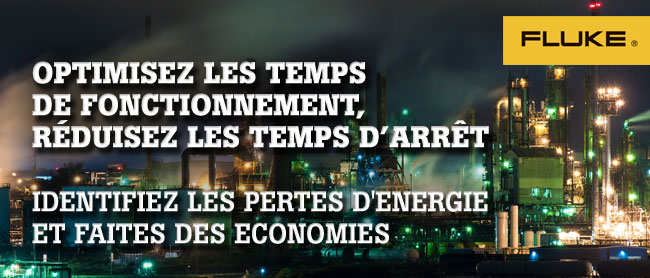 FLUKE ®
OPTIMISEZ LES TEMPS
DE FONCTIONNEMENT,
RÉDUISEZ LES TEMPS D’ARRÊT
IDENTIFIEZ LES PERTES D'ENERGIE
ET FAITES DES ECONOMIES